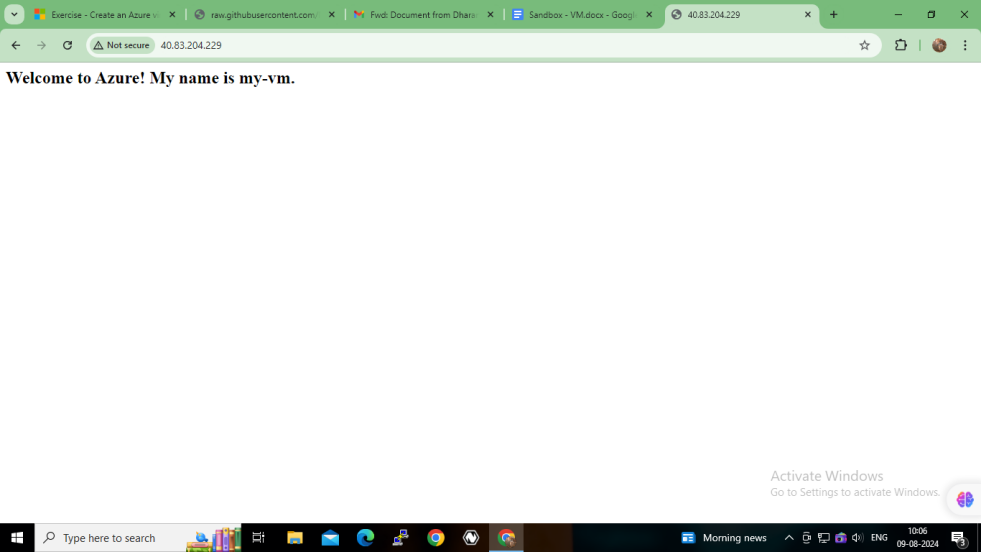 Exercise - Create an Azure vi
raw.githubusercontent.com/
Fwd: Document from Dhara
Sandbox - VM.docx - Googl
40.83.204.229
Not secure
40.83.204.229
Welcome to Azure! My name is my-vm.
Activate Windows
Go to Settings to activate Windows.
Type here to search
Morning news
ENG
10:06
09-08-2024
3